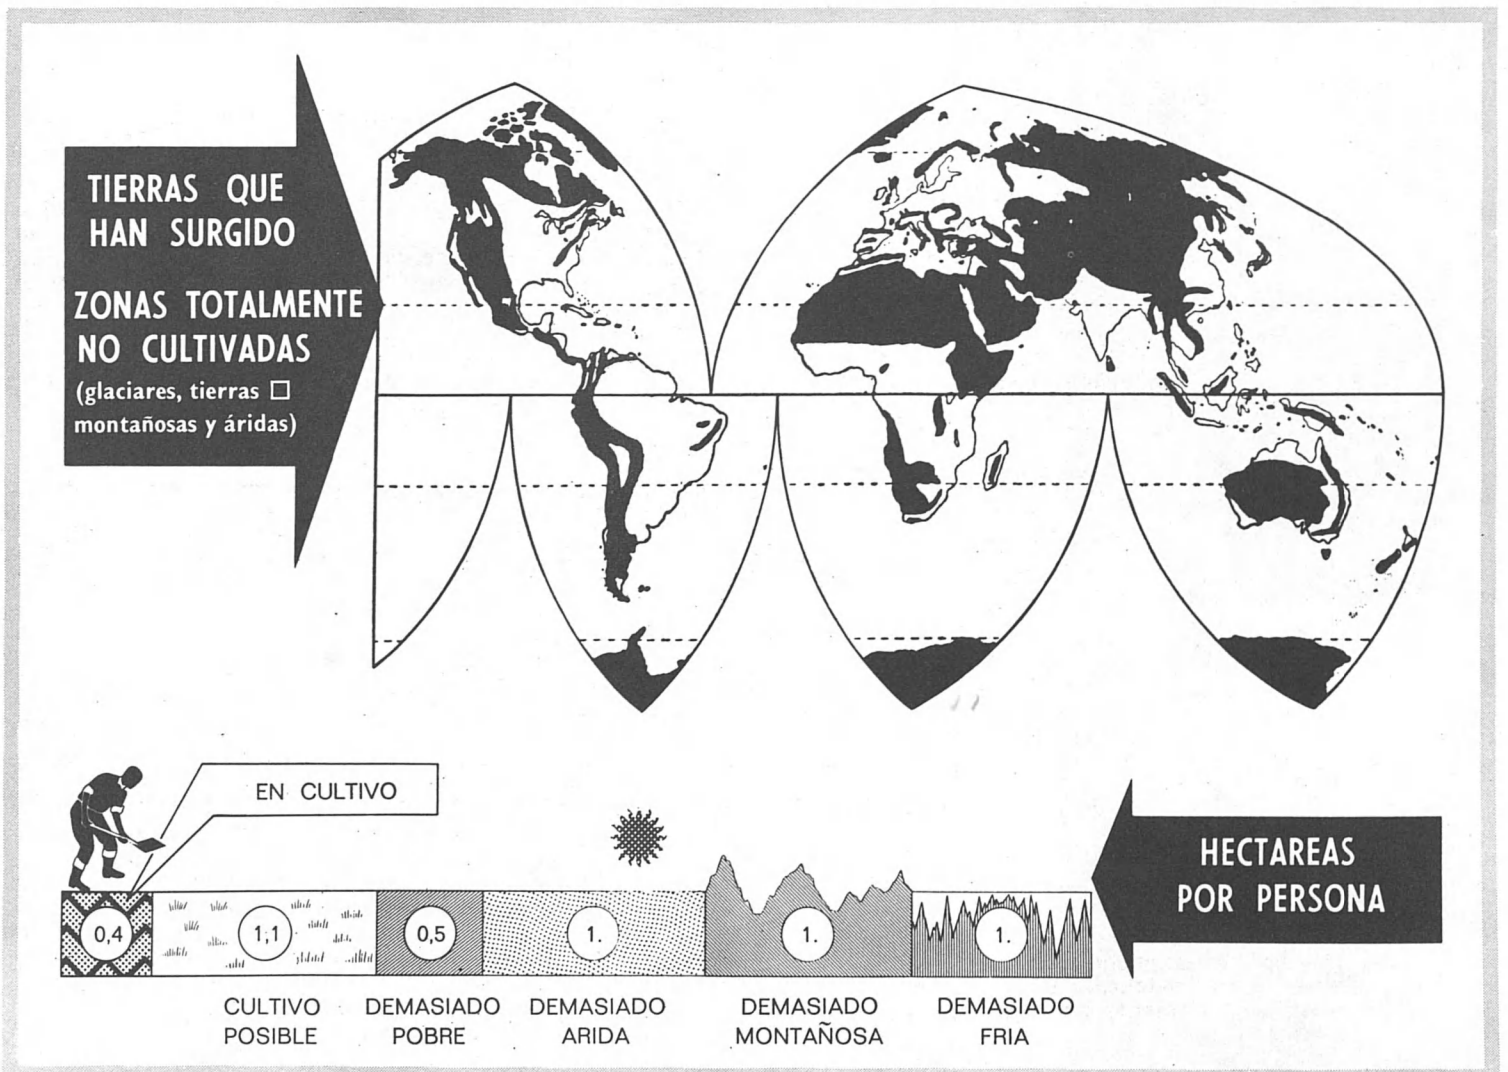 TIERRAS QUE
HAN SURGIDO
ZONAS TOTALMENTE
NO CULTIVADAS
(glaciares, tierras □
montañosas y áridas)
EN CULTIVO
HECTAREAS
POR PERSONA
0,4
1,1
0,5
1.
1.
1.
CULTIVO
POSIBLE
DEMASIADO
POBRE
DEMASIADO
ARIDA
DEMASIADO
MONTAÑOSA
DEMASIADO
FRIA